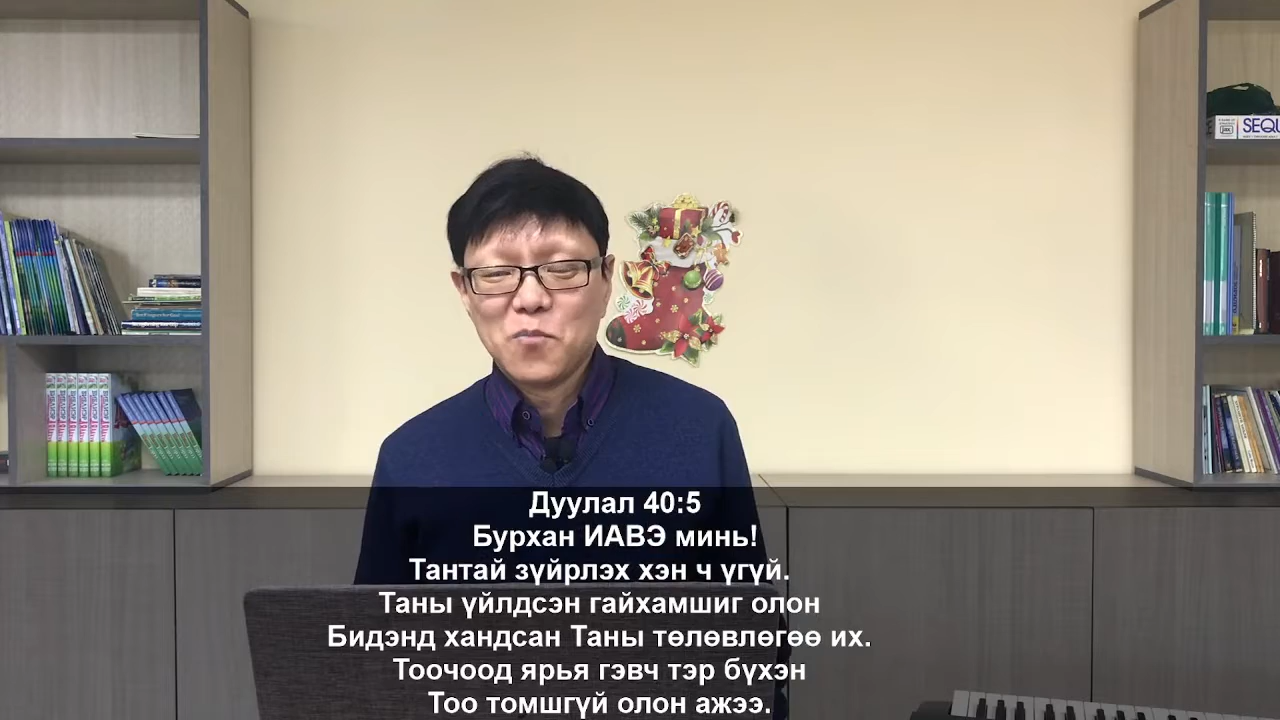 SEQU
Дуулал 40:5
Бурхан ИАВЭ минь!
Тантай зүйрлэх хэн ч үгүй.
Таны үйлдсэн гайхамшиг олон
Бидэнд хандсан Таны төлөвлөгөө их.
Тоочоод ярья гэвч тэр бүхэн
Тоо томшгүй олон ажээ.